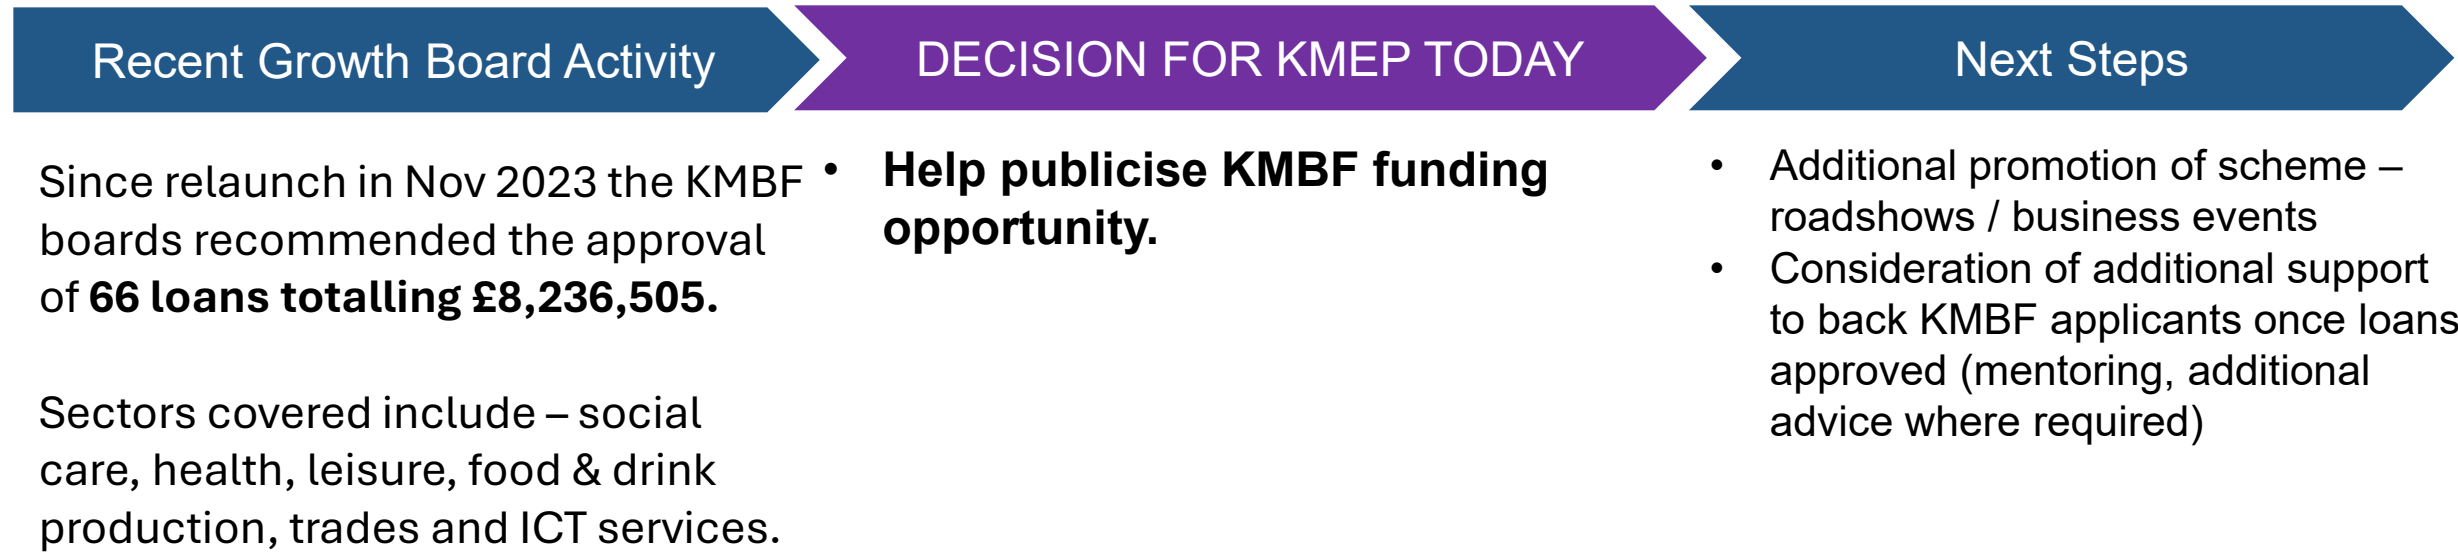 Recent Growth Board Activity
DECISION FOR KMEP TODAY
Next Steps
Since relaunch in Nov 2023 the KMBF
boards recommended the approval
of 66 loans totalling £8,236,505.
Sectors covered include – social
care, health, leisure, food & drink
production, trades and ICT services.
• Help publicise KMBF funding
opportunity.
• Additional promotion of scheme –
roadshows / business events
• Consideration of additional support
to back KMBF applicants once loans
approved (mentoring, additional
advice where required)